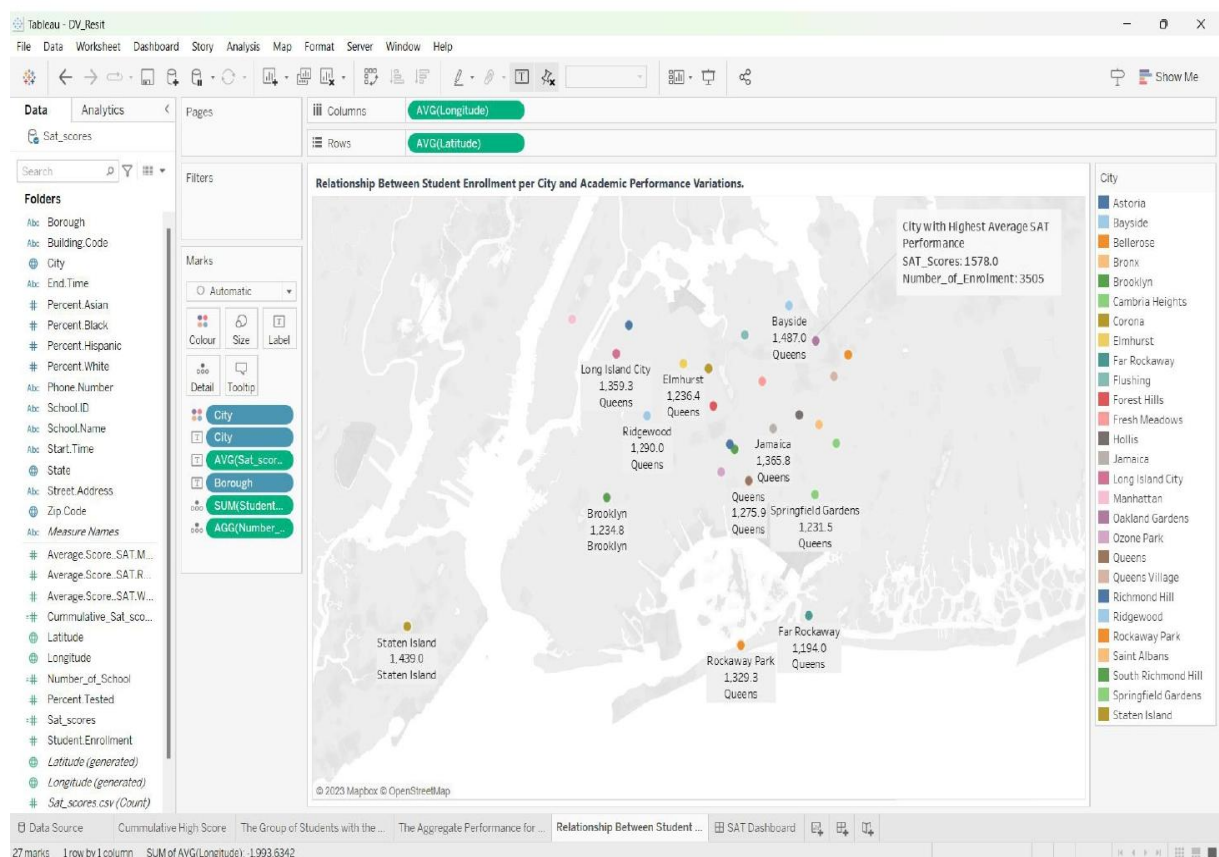 Tableau - DV_Resit
File Data Worksheet Dashboard Story Analysis Map Format Server Window Help
Show Me
Data Analytics
Sat_scores
Search
Folders
Abc Borough
Abc Building.Code
City
Abc End.Time
# Percent.Asian
# Percent.Black
# Percent.Hispanic
# Percent.White
Abc Phone.Number
Abc School.ID
Abc School.Name
Abc Start.Time
State
Abc Street.Address
Zip.Code
Abc Measure Names
# Average.Score..SAT.M...
# Average.Score..SAT.R...
# Average.Score..SAT.W...
=# Cummulative_Sat_sco...
Latitude
Longitude
=# Number_of_School
# Percent.Tested
=# Sat_scores
# Student.Enrollment
Latitude (generated)
Longitude (generated)
# Sat_scores.csv (Count)
Pages
Filters
Marks
Automatic
Colour Size Label
Detail Tooltip
City
City
AVG(Sat_scor..
Borough
SUM(Student...
AGG(Number_..
Columns AVG(Longitude)
Rows AVG(Latitude)
Relationship Between Student Enrollment per City and Academic Performance Variations.
City with Highest Average SAT
Performance
SAT_Scores: 1578.0
Number_of_Enrolment: 3505
Bayside
1,487.0
Queens
Long Island City
1,359.3
Queens
Elmhurst
1,236.4
Queens
Ridgewood
1,290.0
Queens
Jamaica
1,365.8
Queens
Queens
1,275.9
Queens
Springfield Gardens
1,231.5
Queens
Brooklyn
1,234.8
Brooklyn
Staten Island
1,439.0
Staten Island
Far Rockaway
1,194.0
Queens
Rockaway Park
1,329.3
Queens
© 2023 Mapbox © OpenStreetMap
City
Astoria
Bayside
Bellerose
Bronx
Brooklyn
Cambria Heights
Corona
Elmhurst
Far Rockaway
Flushing
Forest Hills
Fresh Meadows
Hollis
Jamaica
Long Island City
Manhattan
Oakland Gardens
Ozone Park
Queens
Queens Village
Richmond Hill
Ridgewood
Rockaway Park
Saint Albans
South Richmond Hill
Springfield Gardens
Staten Island
Data Source Cummulative High Score The Group of Students with the ... The Aggregate Performance for ... Relationship Between Student ... SAT Dashboard
27 marks 1 row by 1 column SUM of AVG(Longitude): -1,993.6342